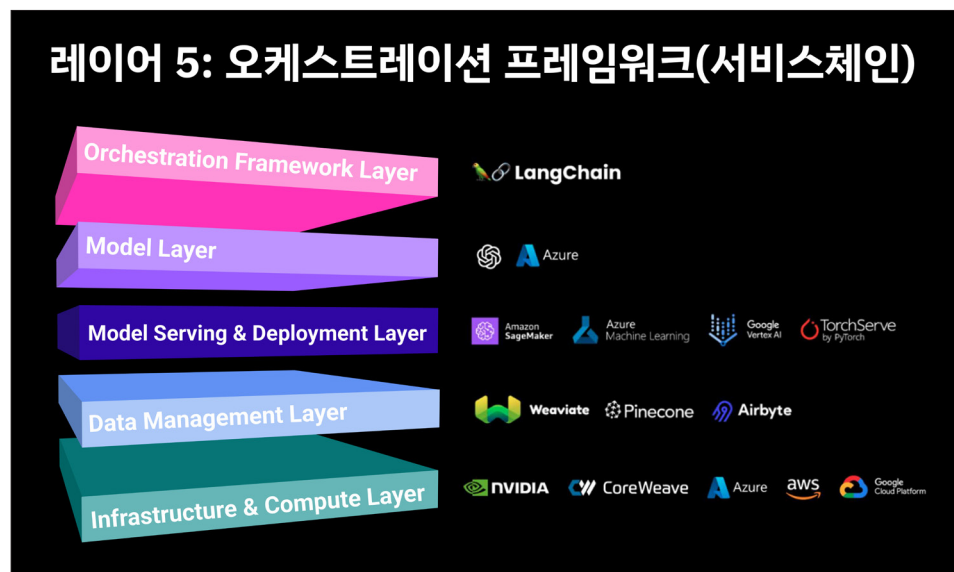 레이어 5: 오케스트레이션 프레임워크(서비스체인)
Orchestration Framework Layer
LangChain
Model Layer
Azure
Model Serving & Deployment Layer
Amazon
SageMaker
Azure
Machine Learning
Google
Vertex AI
TorchServe
by PyTorch
Data Management Layer
Weaviate
Pinecone
Airbyte
Infrastructure & Compute Layer
NVIDIA
CoreWeave
Azure
aws
Google
Cloud Platform